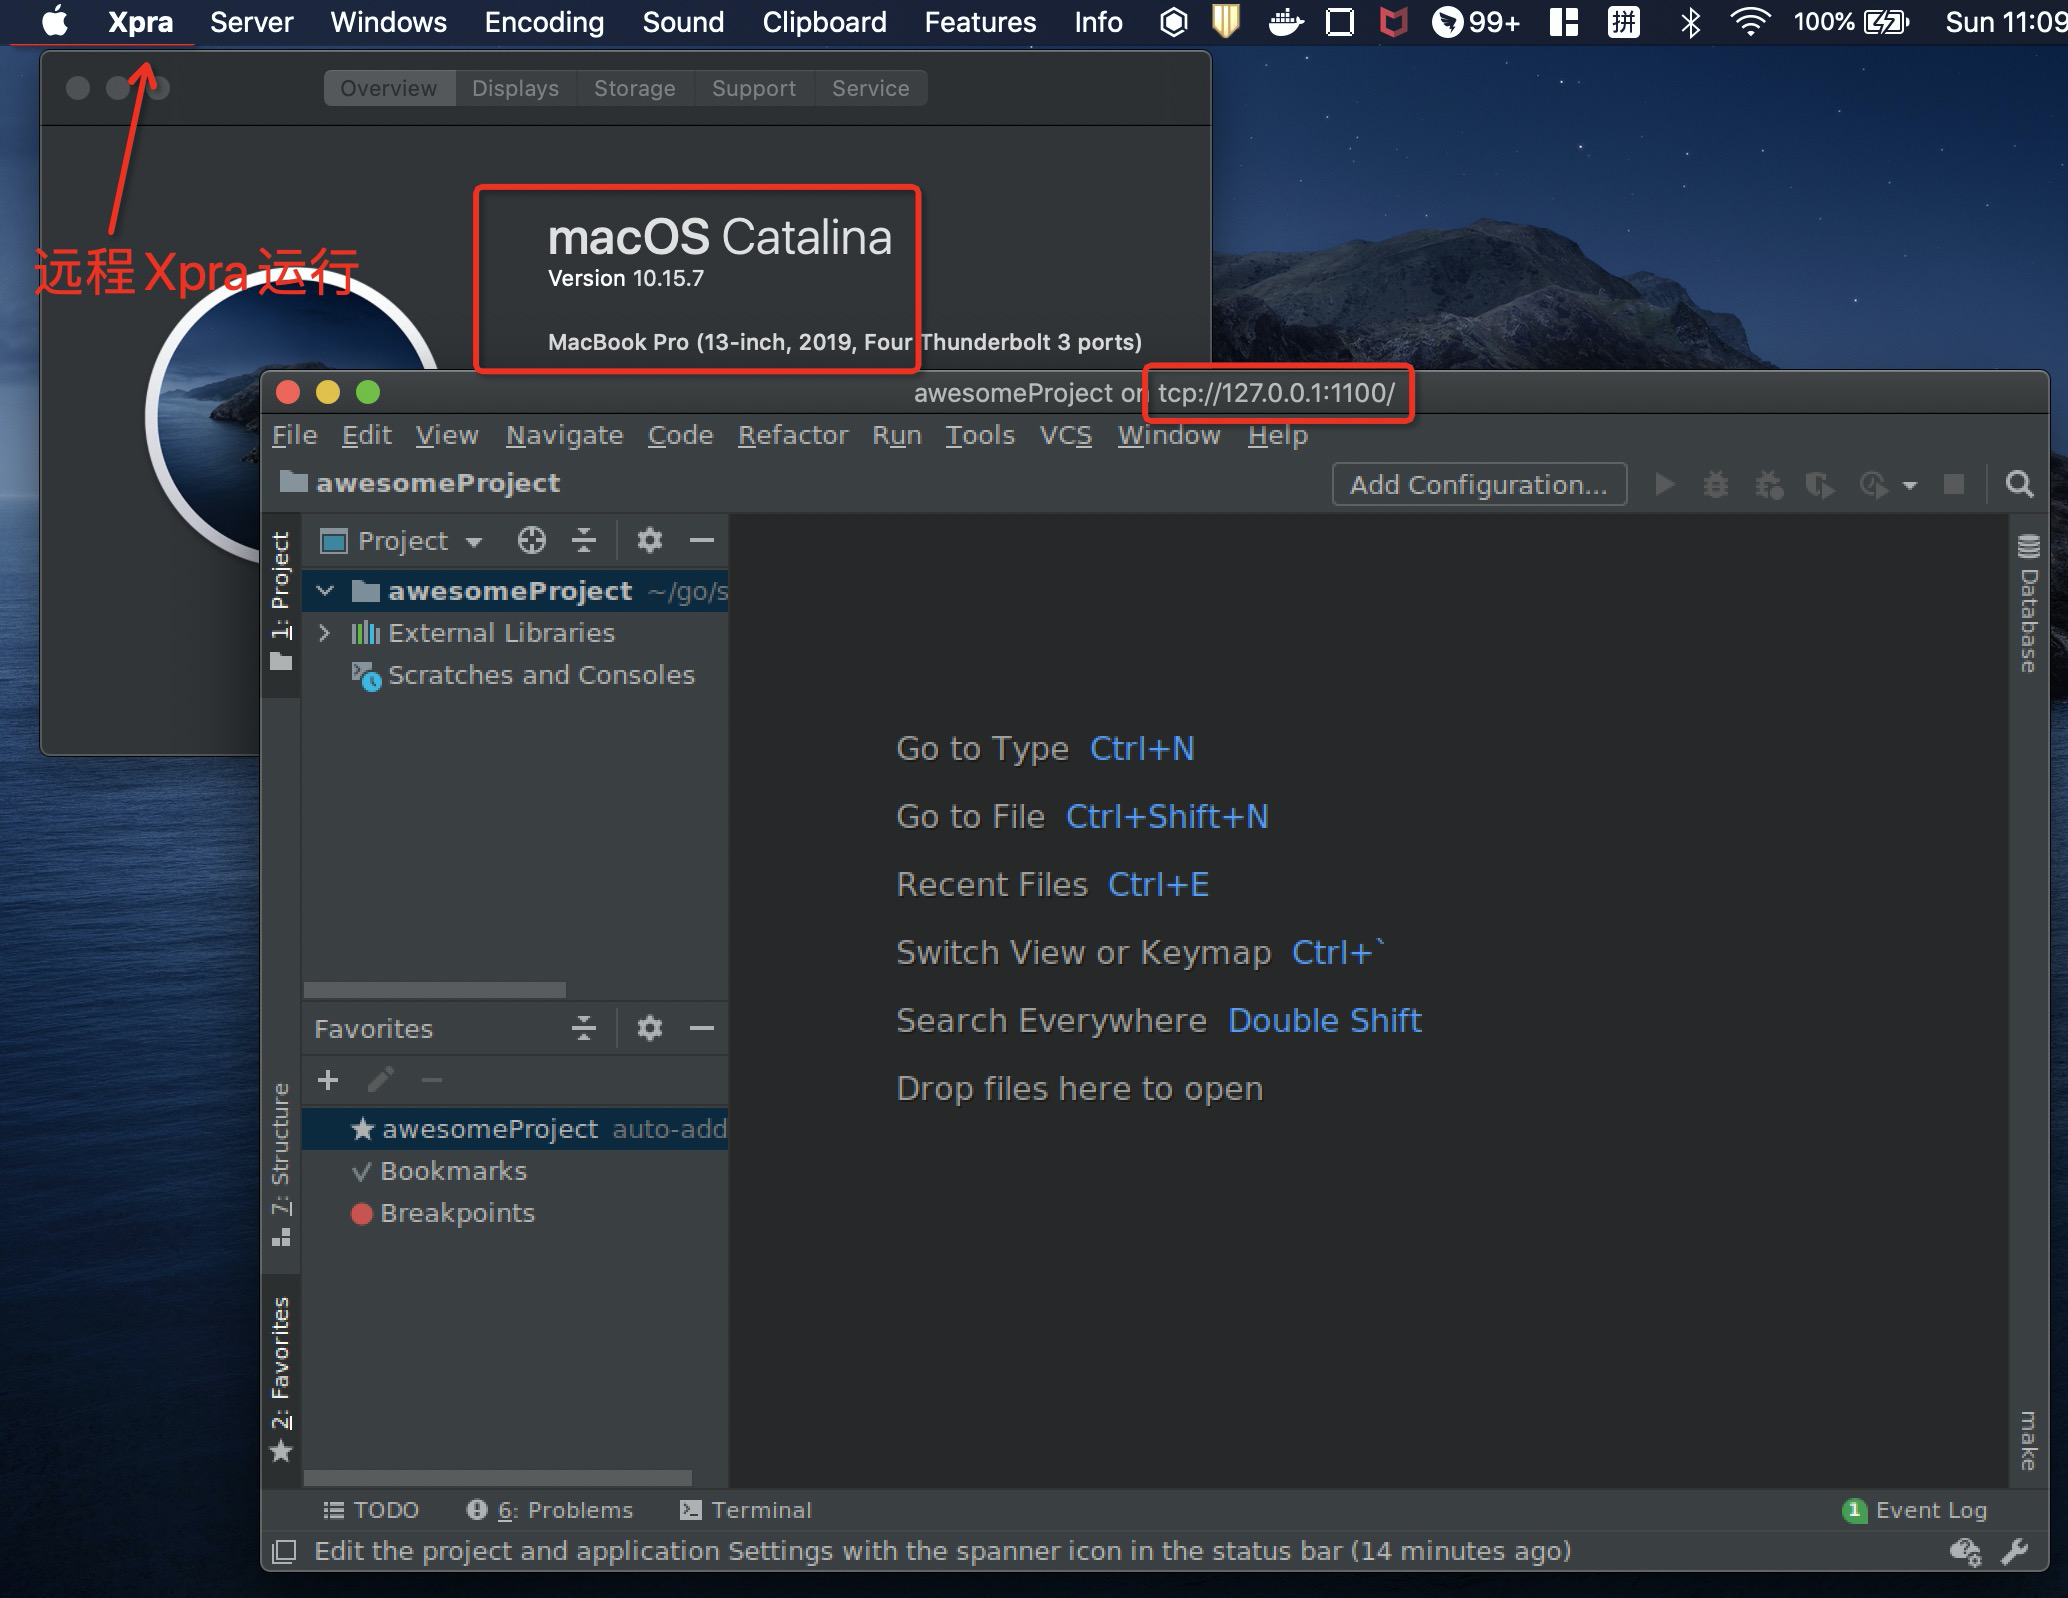 Xpra Server Windows Encoding Sound Clipboard Features Info 99+ 拼 100% Sun 11:09
Overview Displays Storage Support Service
远程Xpra运行
macOS Catalina
Version 10.15.7
MacBook Pro (13-inch, 2019, Four Thunderbolt 3 ports)
awesomeProject on tcp://127.0.0.1:1100/
File Edit View Navigate Code Refactor Run Tools VCS Window Help
awesomeProject
Add Configuration...
1: Project
Project
awesomeProject ~/go/s
External Libraries
Scratches and Consoles
Database
Go to Type Ctrl+N
Go to File Ctrl+Shift+N
Recent Files Ctrl+E
Switch View or Keymap Ctrl+`
Search Everywhere Double Shift
Drop files here to open
Favorites
awesomeProject auto-add
Bookmarks
Breakpoints
7: Structure
2: Favorites
make
TODO 6: Problems Terminal 1 Event Log
Edit the project and application Settings with the spanner icon in the status bar (14 minutes ago)